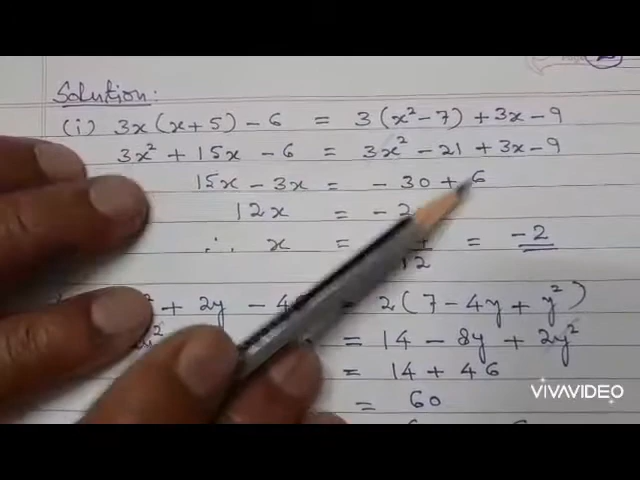 Solution:
(i) 3x(x+5) - 6 = 3(x² - 7) + 3x - 9
3x² + 15x - 6 = 3x² - 21 + 3x - 9
15x - 3x = - 30 + 6
12x = - 2
∴ x = 12 = -2
+ 2y - 4 = 2(7 - 4y + y²)
= 14 - 8y + 2y²
= 14 + 46
= 60
VIVAVIDEO